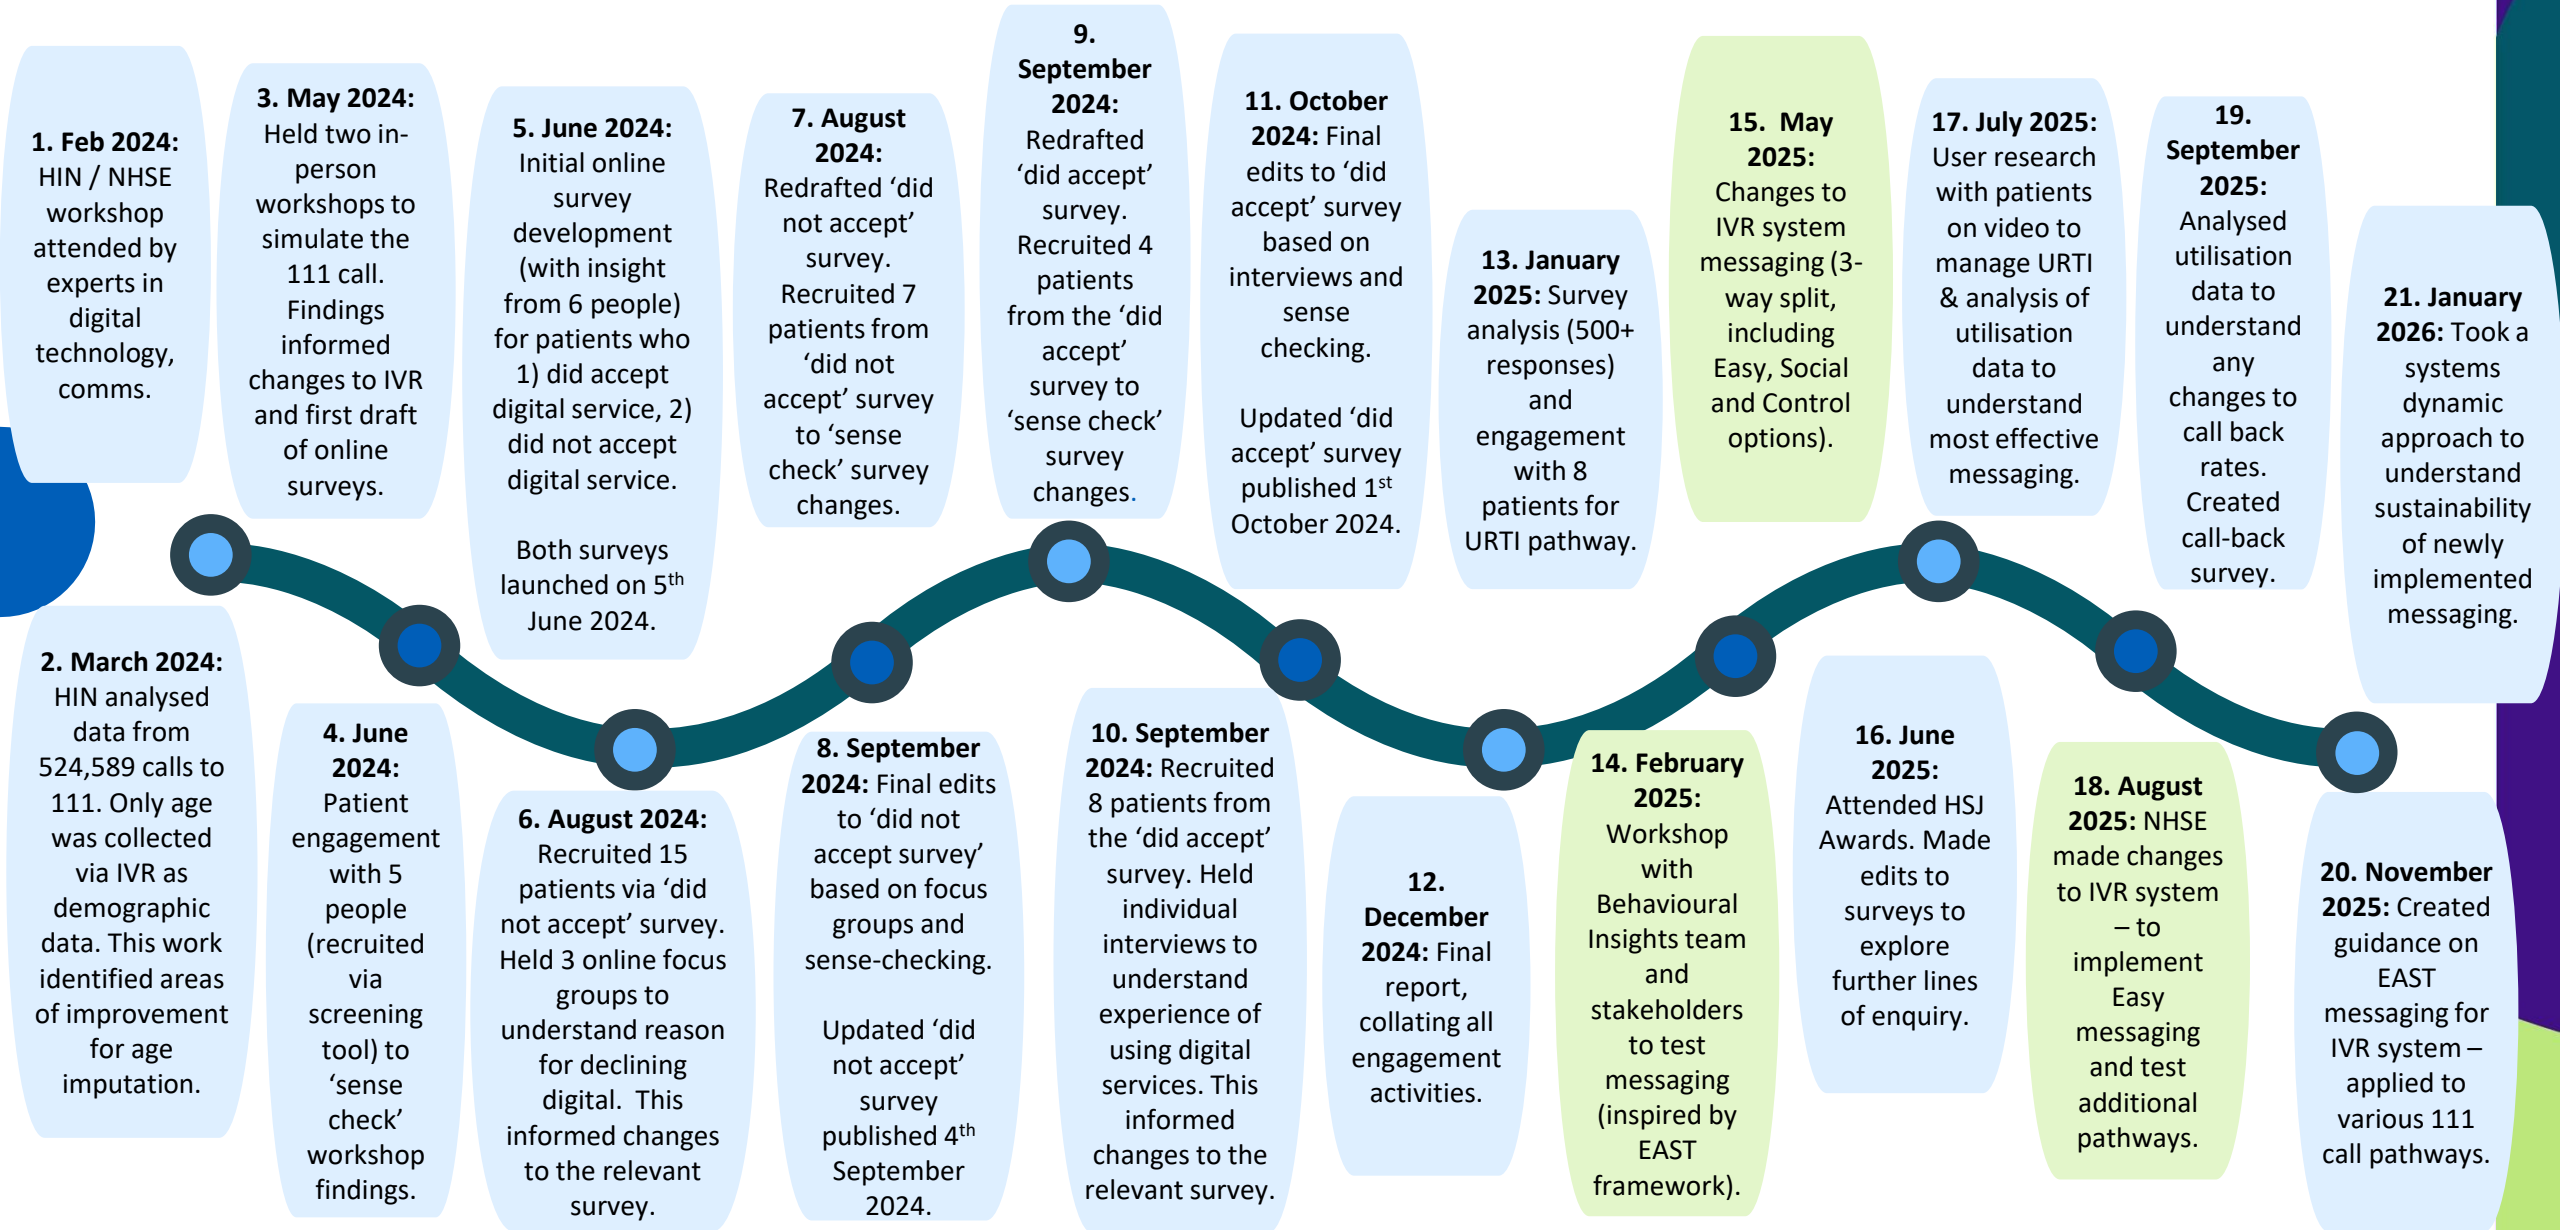 1. Feb 2024:
HIN / NHSE
workshop
attended by
experts in
digital
technology,
comms.
2. March 2024:
HIN analysed
data from
524,589 calls to
111. Only age
was collected
via IVR as
demographic
data. This work
identified areas
of improvement
for age
imputation.
3. May 2024:
Held two in-
person
workshops to
simulate the
111 call.
Findings
informed
changes to IVR
and first draft
of online
surveys.
4. June
2024:
Patient
engagement
with 5
people
(recruited
via
screening
tool) to
‘sense
check’
workshop
findings.
5. June 2024:
Initial online
survey
development
(with insight
from 6 people)
for patients who
1) did accept
digital service, 2)
did not accept
digital service.
Both surveys
launched on 5th
June 2024.
6. August 2024:
Recruited 15
patients via ‘did
not accept’ survey.
Held 3 online focus
groups to
understand reason
for declining
digital.  This
informed changes
to the relevant
survey.
7. August
2024:
Redrafted ‘did
not accept’
survey.
Recruited 7
patients from
‘did not
accept’ survey
to ‘sense
check’ survey
changes.
8. September
2024: Final edits
to ‘did not
accept survey’
based on focus
groups and
sense-checking.
Updated ‘did
not accept’
survey
published 4th
September
2024.
9.
September
2024:
Redrafted
‘did accept’
survey.
Recruited 4
patients
from the ‘did
accept’
survey to
‘sense check’
survey
changes.
10. September
2024: Recruited
8 patients from
the ‘did accept’
survey. Held
individual
interviews to
understand
experience of
using digital
services. This
informed
changes to the
relevant survey.
11. October
2024: Final
edits to ‘did
accept’ survey
based on
interviews and
sense
checking.
Updated ‘did
accept’ survey
published 1st
October 2024.
12.
December
2024: Final
report,
collating all
engagement
activities.
13. January
2025: Survey
analysis (500+
responses)
and
engagement
with 8
patients for
URTI pathway.
14. February
2025:
Workshop
with
Behavioural
Insights team
and
stakeholders
to test
messaging
(inspired by
EAST
framework).
15.  May
2025:
Changes to
IVR system
messaging (3-
way split,
including
Easy, Social
and Control
options).
16. June
2025:
Attended HSJ
Awards. Made
edits to
surveys to
explore
further lines
of enquiry.
17. July 2025:
User research
with patients
on video to
manage URTI
& analysis of
utilisation
data to
understand
most effective
messaging.
18. August
2025: NHSE
made changes
to IVR system
– to
implement
Easy
messaging
and test
additional
pathways.
19.
September
2025:
Analysed
utilisation
data to
understand
any
changes to
call back
rates.
Created
call-back
survey.
20. November
2025: Created
guidance on
EAST
messaging for
IVR system –
applied to
various 111
call pathways.
21. January
2026: Took a
systems
dynamic
approach to
understand
sustainability
of newly
implemented
messaging.